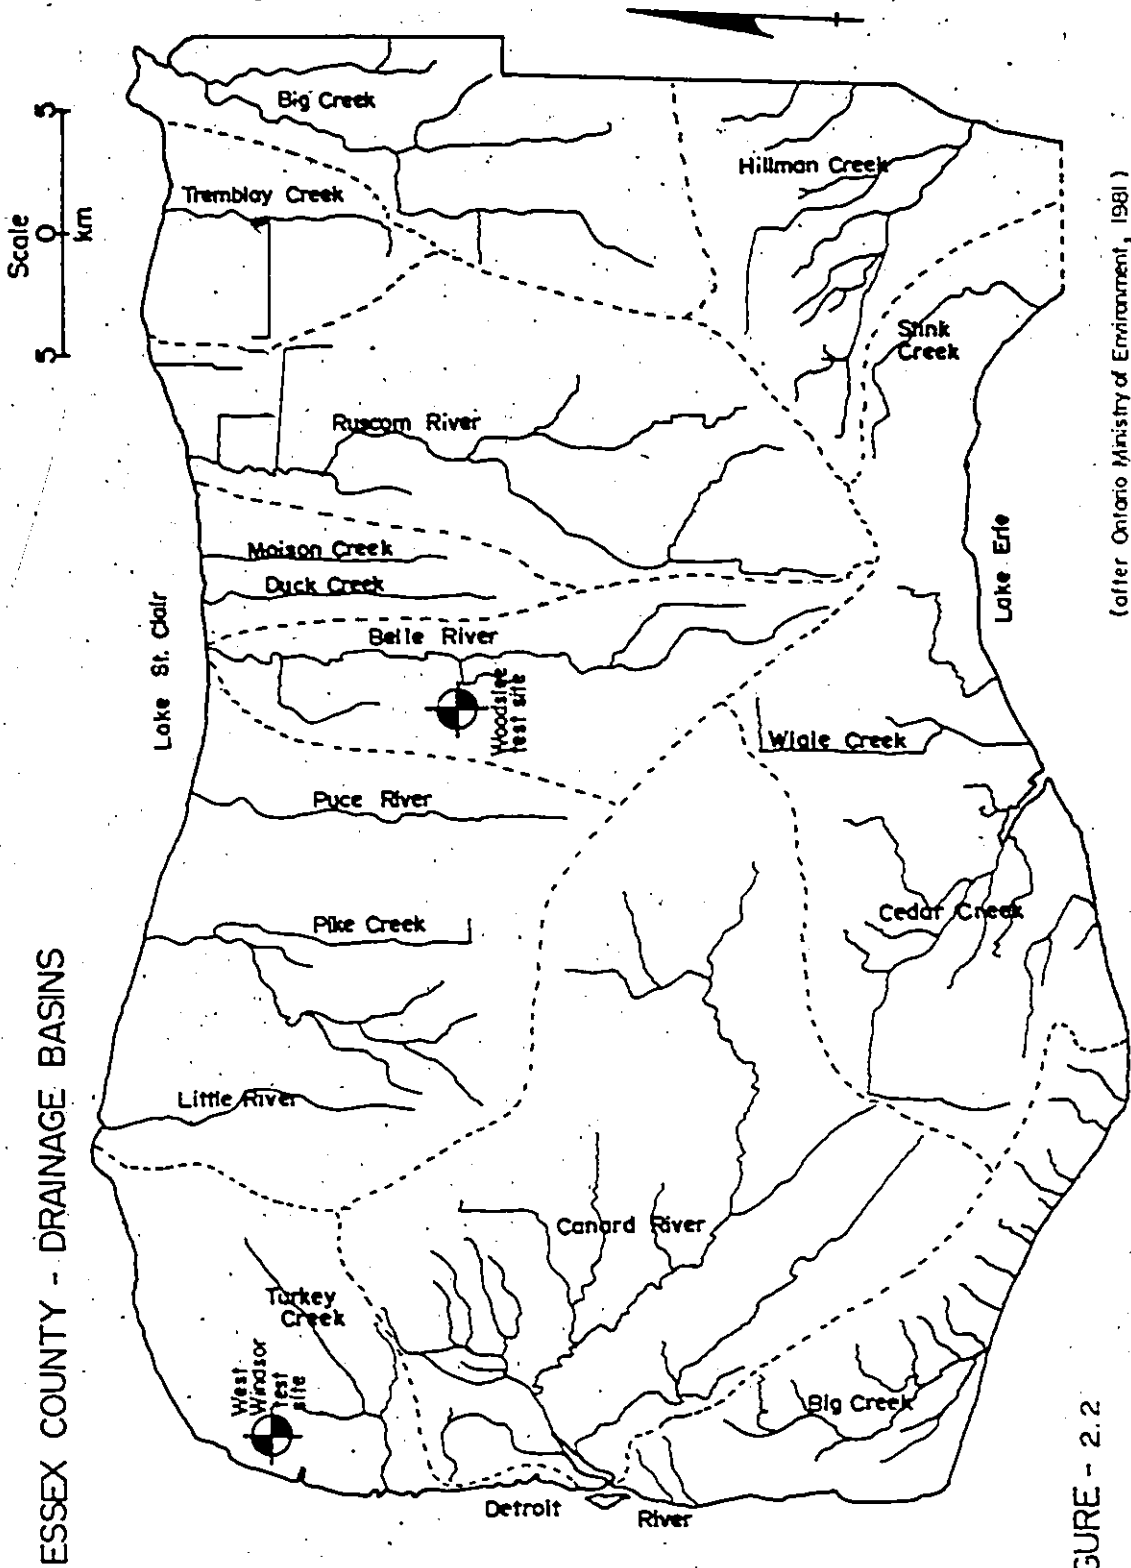 ESSEX COUNTY - DRAINAGE BASINS
Scale
5 0 5
km
Lake St. Clair
Big Creek
Tremblay Creek
Hillman Creek
Stink
Creek
Ruscom River
Moison Creek
Duck Creek
Belle River
Woodslee
test site
Lake Erie
Wigle Creek
Puce River
Pike Creek
Cedar Creek
Little River
Canard River
Turkey
Creek
West
Windsor
test
site
Big Creek
Detroit
River
(after Ontario Ministry of Environment, 1981)
GURE - 2.2